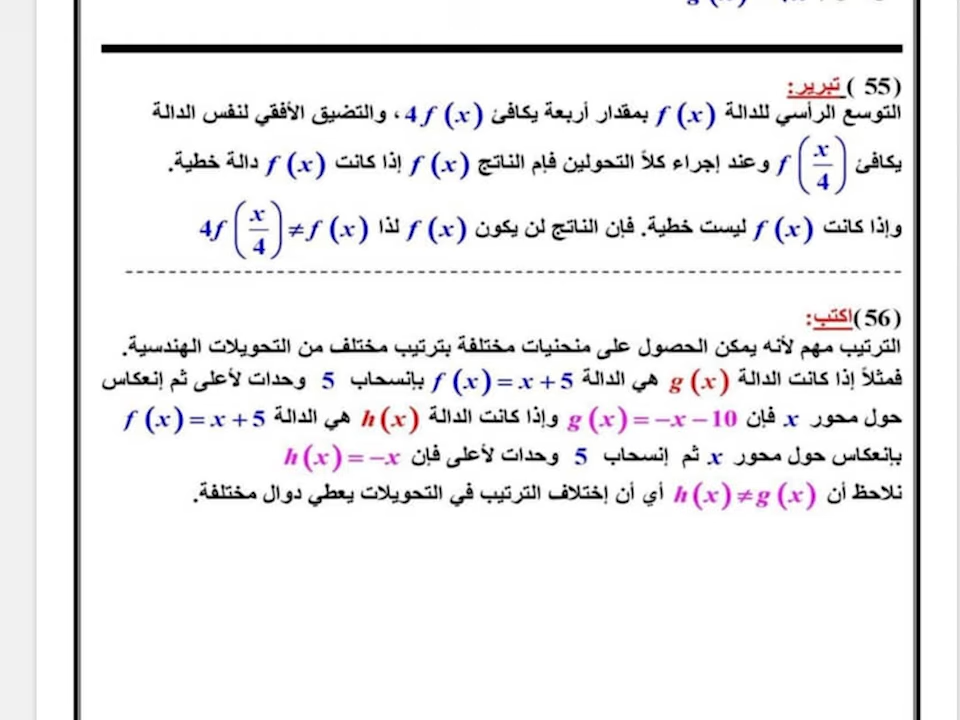 (55) تبرير:
التوسع الرأسي للدالة f (x) بمقدار أربعة يكافئ 4f (x) ، والتضيق الأفقي لنفس الدالة
يكافئ f (x/4) وعند إجراء كلاً التحولين فإم الناتج f (x) إذا كانت f (x) دالة خطية.
وإذا كانت f (x) ليست خطية. فإن الناتج لن يكون f (x) لذا 4f (x/4) ≠ f (x)
(56) اكتب:
الترتيب مهم لأنه يمكن الحصول على منحنيات مختلفة بترتيب مختلف من التحويلات الهندسية.
فمثلاً إذا كانت الدالة g (x) هي الدالة f (x) = x + 5 بإنسحاب 5 وحدات لأعلى ثم إنعكاس
حول محور x فإن g (x) = −x − 10 وإذا كانت الدالة h (x) هي الدالة f (x) = x + 5
بإنعكاس حول محور x ثم إنسحاب 5 وحدات لأعلى فإن h (x) = −x
نلاحظ أن h (x) ≠ g (x) أي أن إختلاف الترتيب في التحويلات يعطي دوال مختلفة.